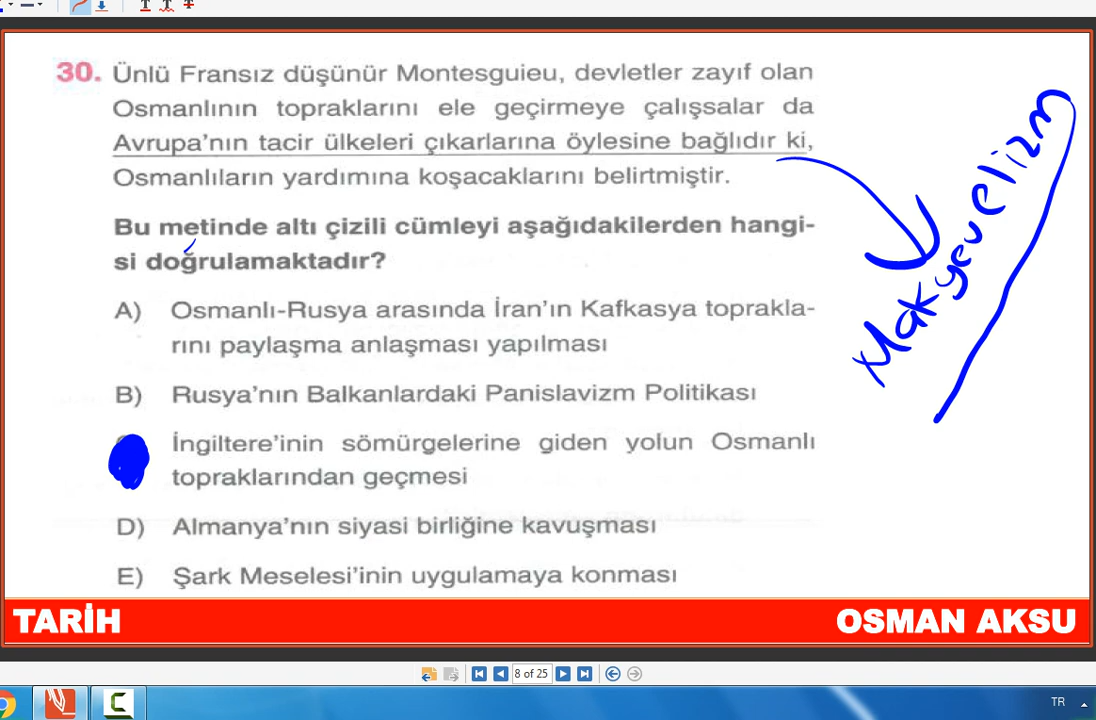 30. Ünlü Fransız düşünür Montesguieu, devletler zayıf olan
Osmanlının topraklarını ele geçirmeye çalışsalar da
Avrupa'nın tacir ülkeleri çıkarlarına öylesine bağlıdır ki,
Osmanlıların yardımına koşacaklarını belirtmiştir.
Bu metinde altı çizili cümleyi aşağıdakilerden hangi-
si doğrulamaktadır?
A) Osmanlı-Rusya arasında İran'ın Kafkasya toprakla-
rını paylaşma anlaşması yapılması
B) Rusya'nın Balkanlardaki Panislavizm Politikası
İngiltere'inin sömürgelerine giden yolun Osmanlı
topraklarından geçmesi
D) Almanya'nın siyasi birliğine kavuşması
E) Şark Meselesi'inin uygulamaya konması
Makyevelizm
TARİH
OSMAN AKSU
8 of 25
TR